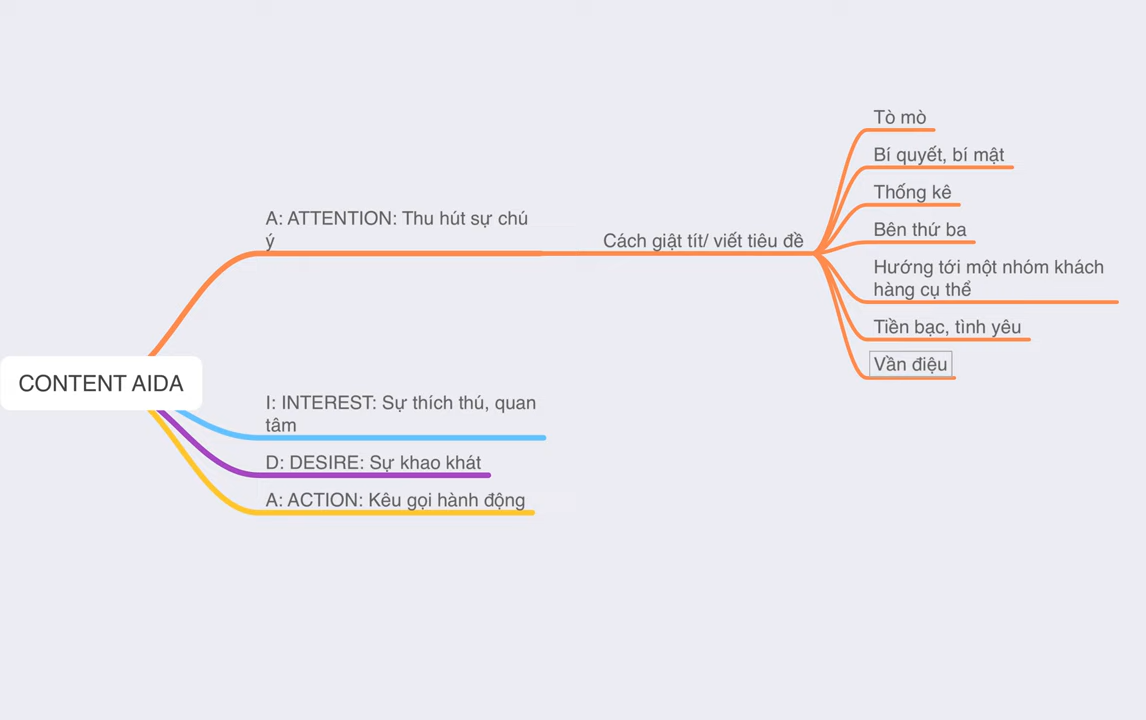 CONTENT AIDA
A: ATTENTION: Thu hút sự chú
ý
Cách giật tít/ viết tiêu đề
Tò mò
Bí quyết, bí mật
Thống kê
Bên thứ ba
Hướng tới một nhóm khách
hàng cụ thể
Tiền bạc, tình yêu
Vần điệu
I: INTEREST: Sự thích thú, quan
tâm
D: DESIRE: Sự khao khát
A: ACTION: Kêu gọi hành động